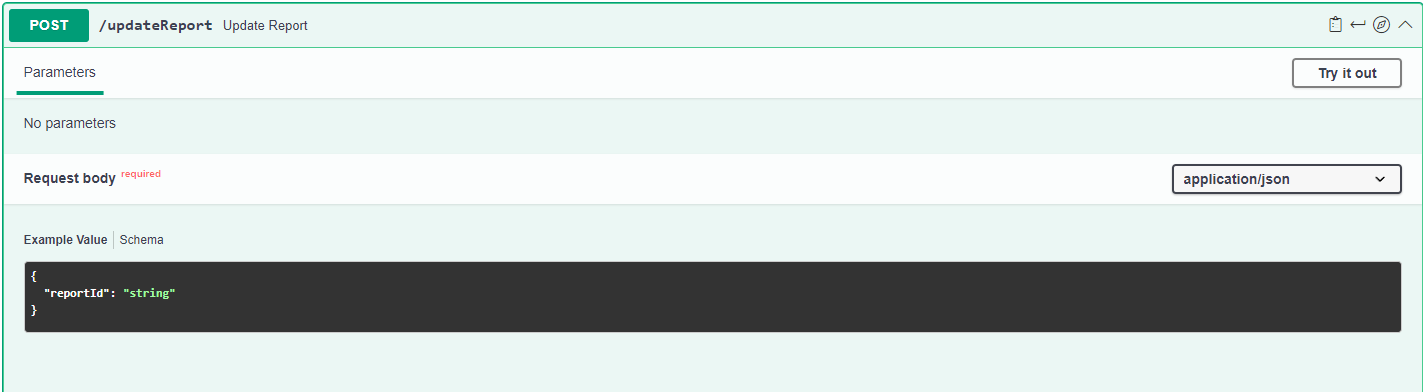 POST /updateReport Update Report
Parameters
Try it out
No parameters
Request body required
application/json
Example Value Schema
{
  "reportId": "string"
}